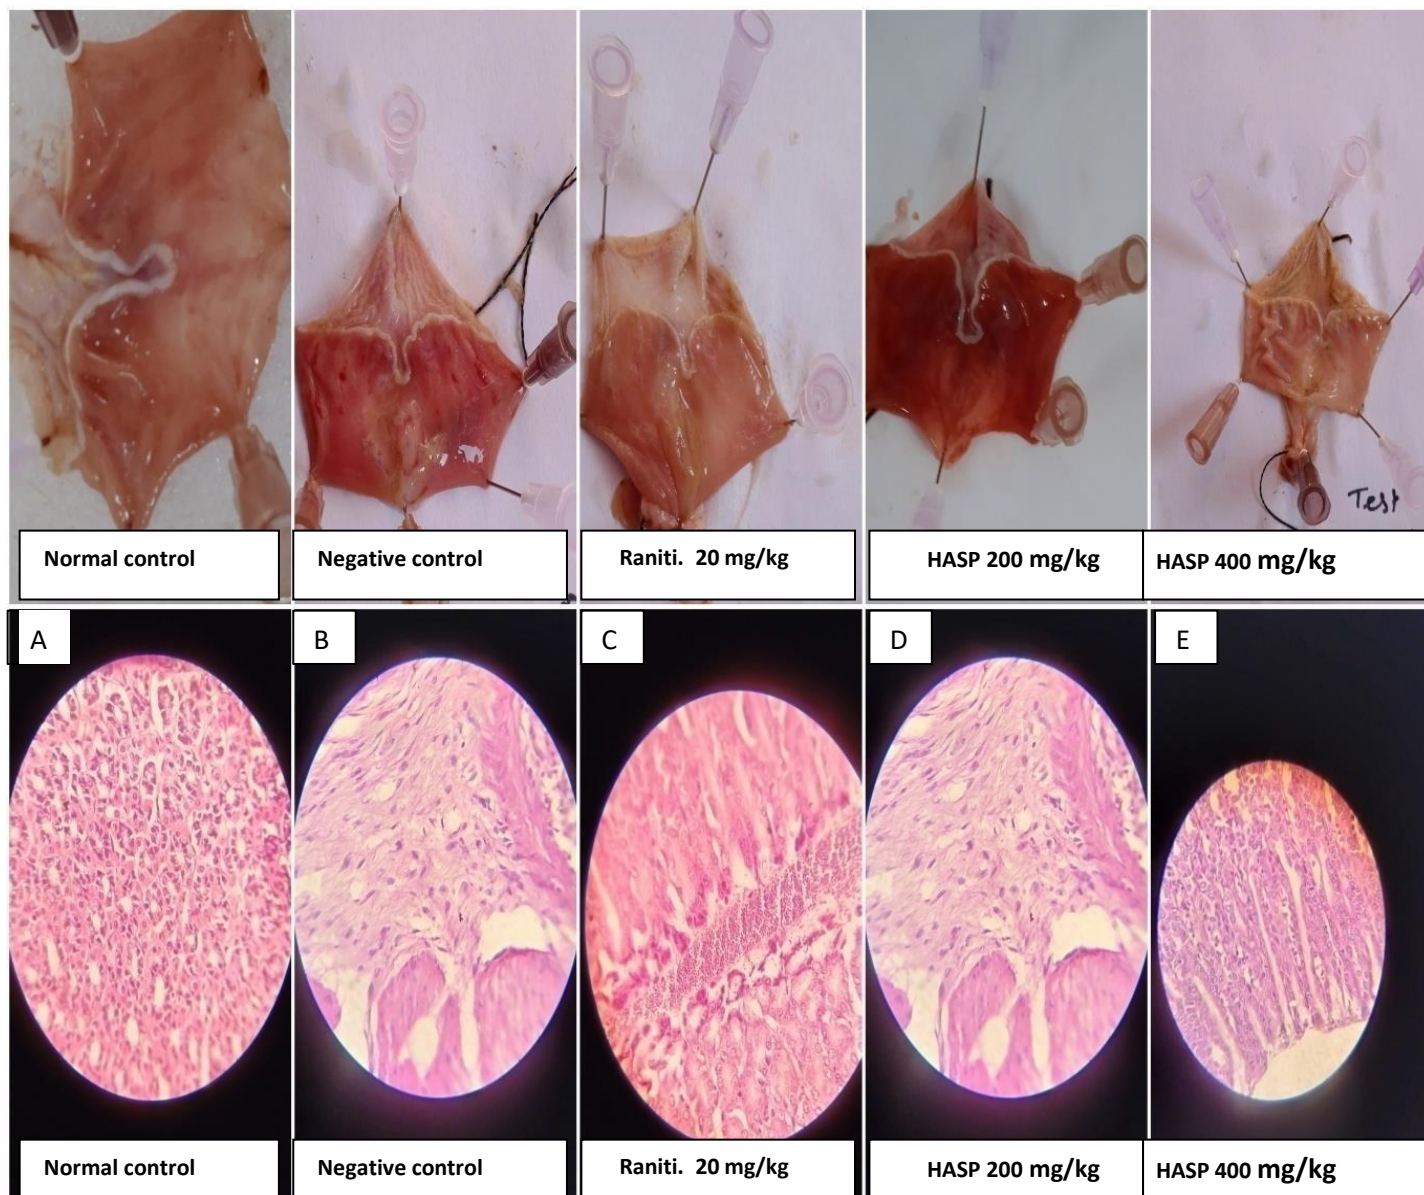 Test
Normal control
Negative control
Raniti. 20 mg/kg
HASP 200 mg/kg
HASP 400 mg/kg
A
B
C
D
E
Normal control
Negative control
Raniti. 20 mg/kg
HASP 200 mg/kg
HASP 400 mg/kg